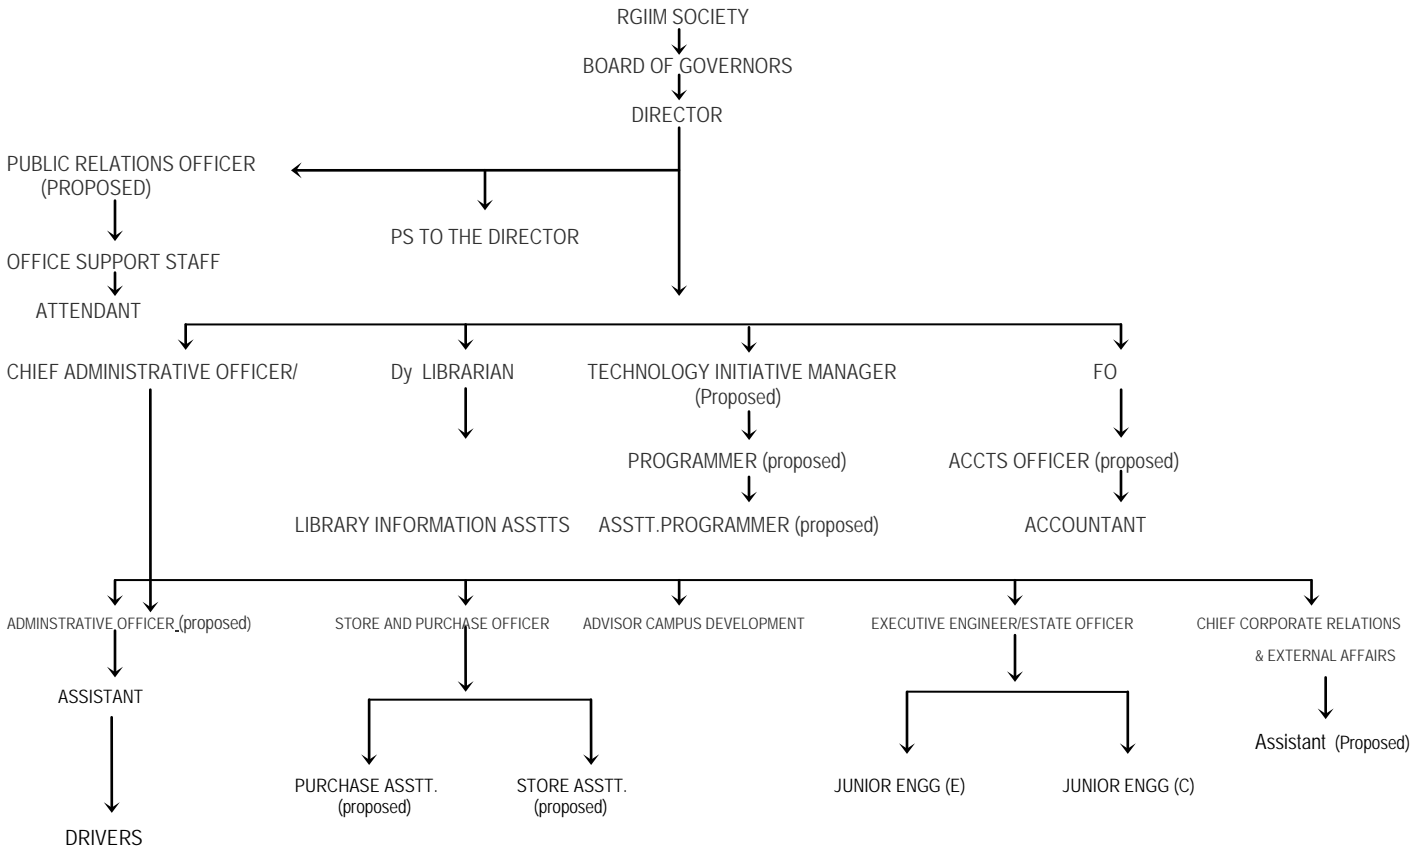 RGIIM SOCIETY
BOARD OF GOVERNORS
DIRECTOR
PUBLIC RELATIONS OFFICER
(PROPOSED)
PS TO THE DIRECTOR
OFFICE SUPPORT STAFF
ATTENDANT
CHIEF ADMINISTRATIVE OFFICER/
Dy LIBRARIAN
TECHNOLOGY INITIATIVE MANAGER
(Proposed)
FO
PROGRAMMER (proposed)
ACCTS OFFICER (proposed)
LIBRARY INFORMATION ASSTTS
ASSTT.PROGRAMMER (proposed)
ACCOUNTANT
ADMINSTRATIVE OFFICER (proposed)
STORE AND PURCHASE OFFICER
ADVISOR CAMPUS DEVELOPMENT
EXECUTIVE ENGINEER/ESTATE OFFICER
CHIEF CORPORATE RELATIONS
& EXTERNAL AFFAIRS
ASSISTANT
Assistant (Proposed)
PURCHASE ASSTT.
(proposed)
STORE ASSTT.
(proposed)
JUNIOR ENGG (E)
JUNIOR ENGG (C)
DRIVERS